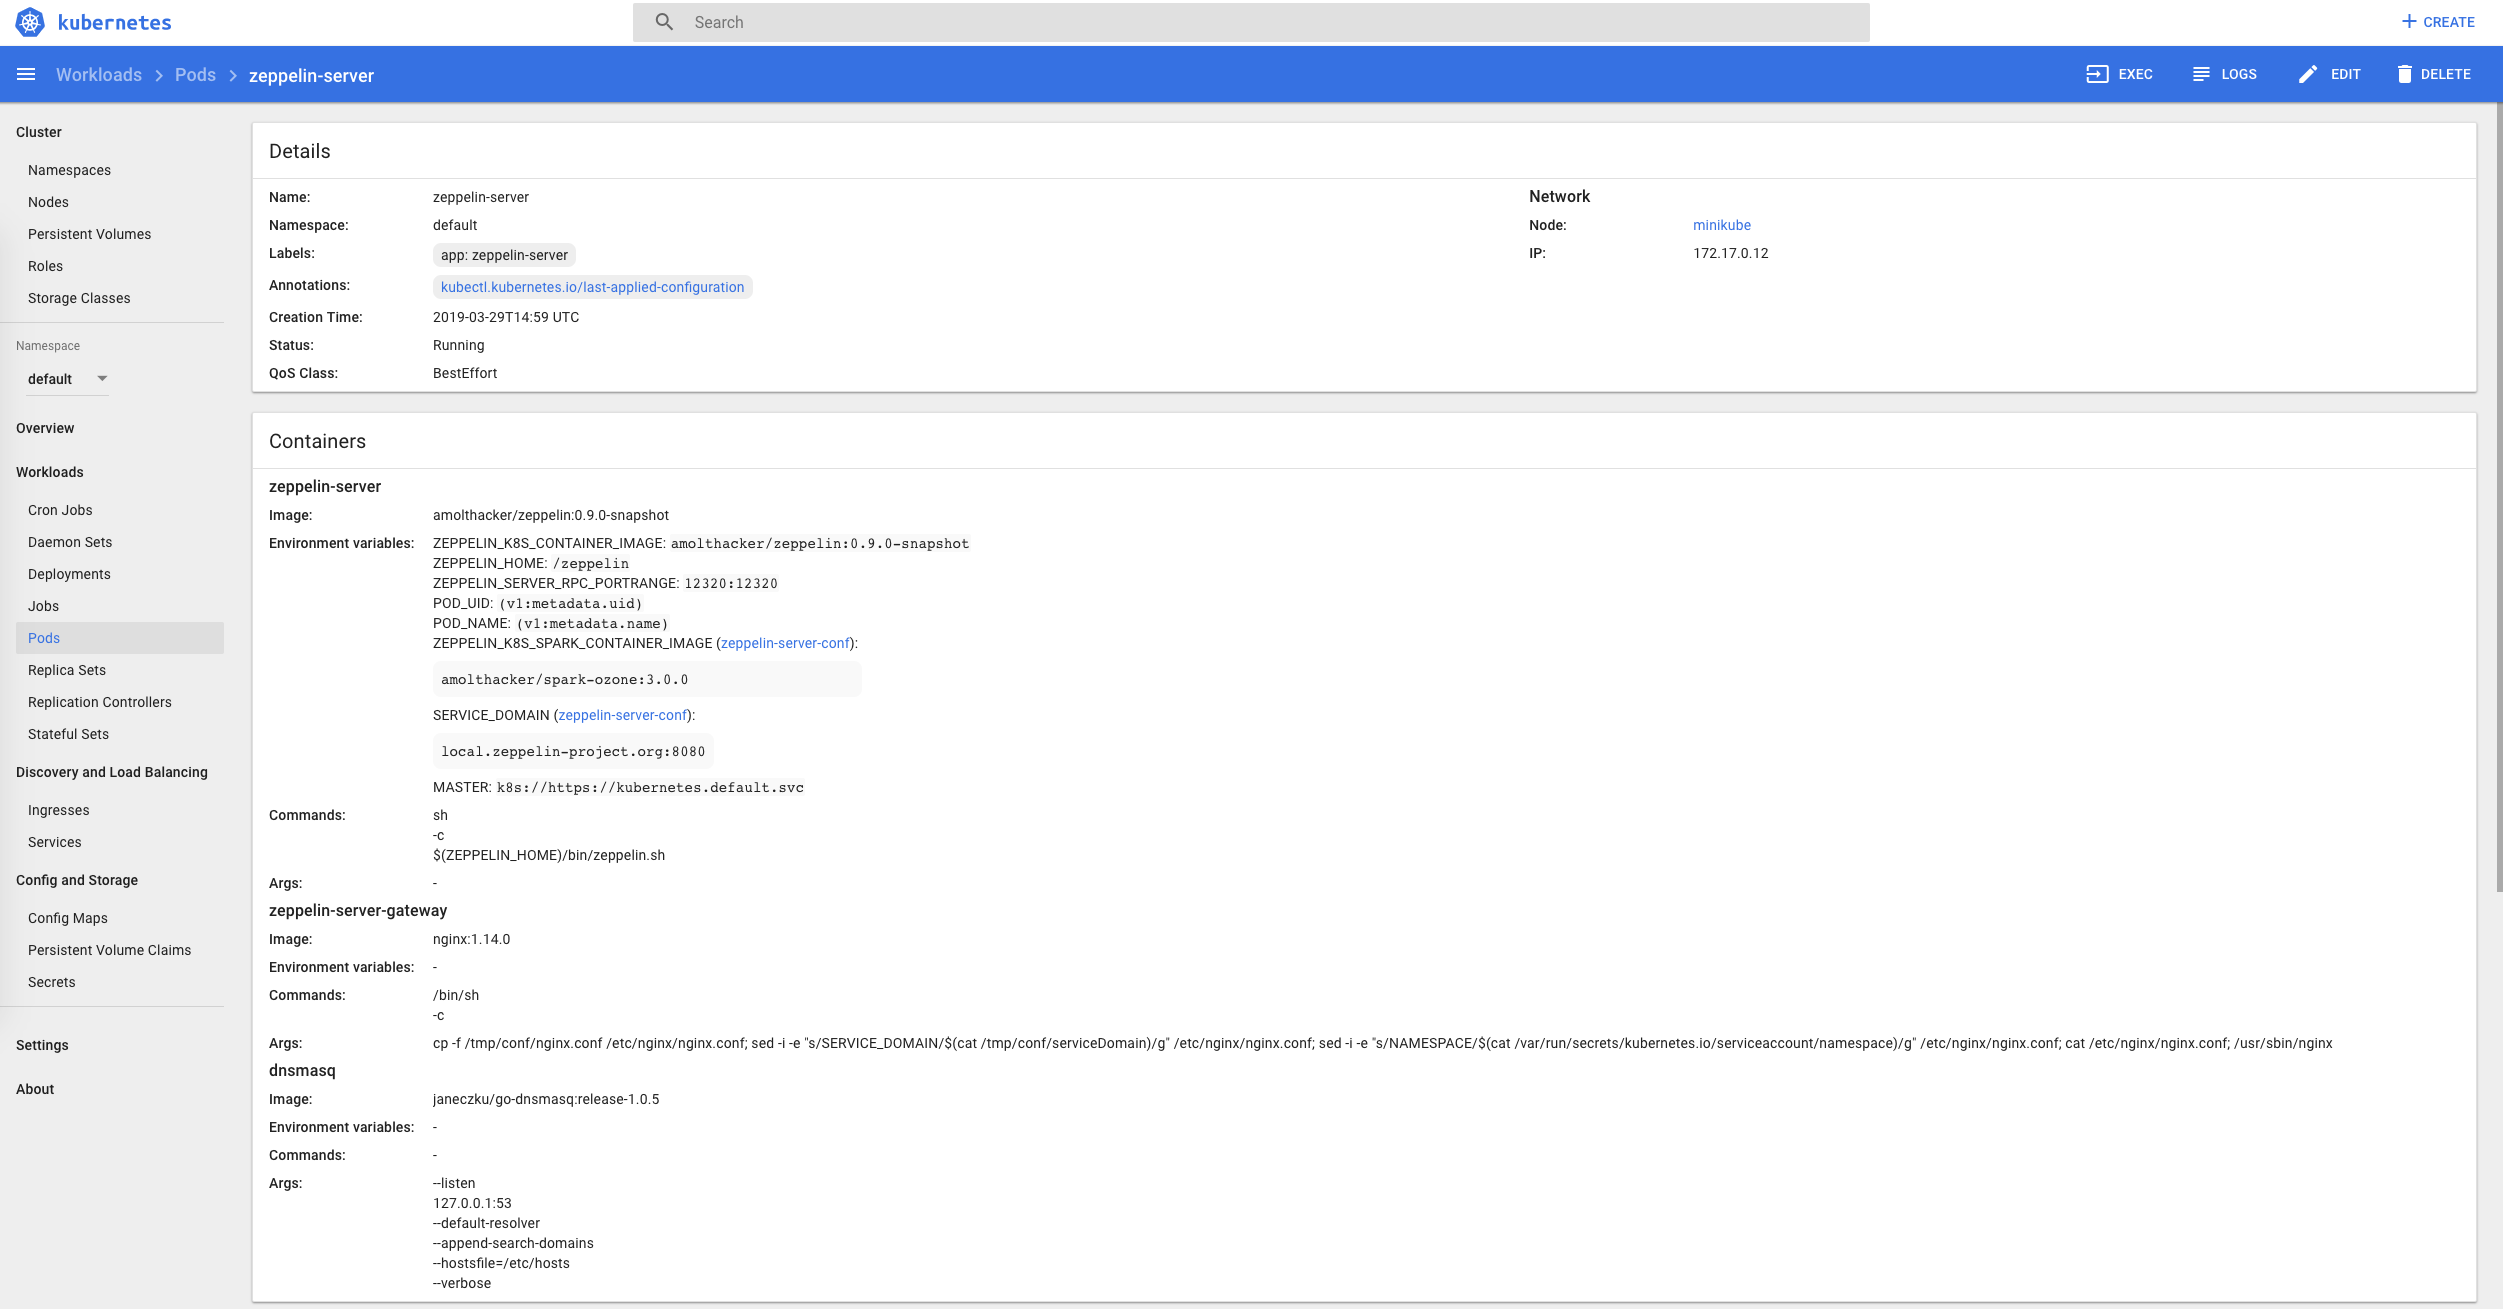 kubernetes
Search
CREATE
Workloads > Pods > zeppelin-server
EXEC
LOGS
EDIT
DELETE
Cluster
Namespaces
Nodes
Persistent Volumes
Roles
Storage Classes
Namespace
default
Overview
Workloads
Cron Jobs
Daemon Sets
Deployments
Jobs
Pods
Replica Sets
Replication Controllers
Stateful Sets
Discovery and Load Balancing
Ingresses
Services
Config and Storage
Config Maps
Persistent Volume Claims
Secrets
Settings
About
Details
Name: zeppelin-server
Namespace: default
Labels: app: zeppelin-server
Annotations: kubectl.kubernetes.io/last-applied-configuration
Creation Time: 2019-03-29T14:59 UTC
Status: Running
QoS Class: BestEffort
Network
Node: minikube
IP: 172.17.0.12
Containers
zeppelin-server
Image: amolthacker/zeppelin:0.9.0-snapshot
Environment variables: ZEPPELIN_K8S_CONTAINER_IMAGE: amolthacker/zeppelin:0.9.0-snapshot
ZEPPELIN_HOME: /zeppelin
ZEPPELIN_SERVER_RPC_PORTRANGE: 12320:12320
POD_UID: (v1:metadata.uid)
POD_NAME: (v1:metadata.name)
ZEPPELIN_K8S_SPARK_CONTAINER_IMAGE (zeppelin-server-conf):
amolthacker/spark-ozone:3.0.0
SERVICE_DOMAIN (zeppelin-server-conf):
local.zeppelin-project.org:8080
MASTER: k8s://https://kubernetes.default.svc
Commands: sh
-c
$(ZEPPELIN_HOME)/bin/zeppelin.sh
Args: -
zeppelin-server-gateway
Image: nginx:1.14.0
Environment variables: -
Commands: /bin/sh
-c
Args: cp -f /tmp/conf/nginx.conf /etc/nginx/nginx.conf; sed -i -e "s/SERVICE_DOMAIN/$(cat /tmp/conf/serviceDomain)/g" /etc/nginx/nginx.conf; sed -i -e "s/NAMESPACE/$(cat /var/run/secrets/kubernetes.io/serviceaccount/namespace)/g" /etc/nginx/nginx.conf; cat /etc/nginx/nginx.conf; /usr/sbin/nginx
dnsmasq
Image: janeczku/go-dnsmasq:release-1.0.5
Environment variables: -
Commands: -
Args: --listen
127.0.0.1:53
--default-resolver
--append-search-domains
--hostsfile=/etc/hosts
--verbose